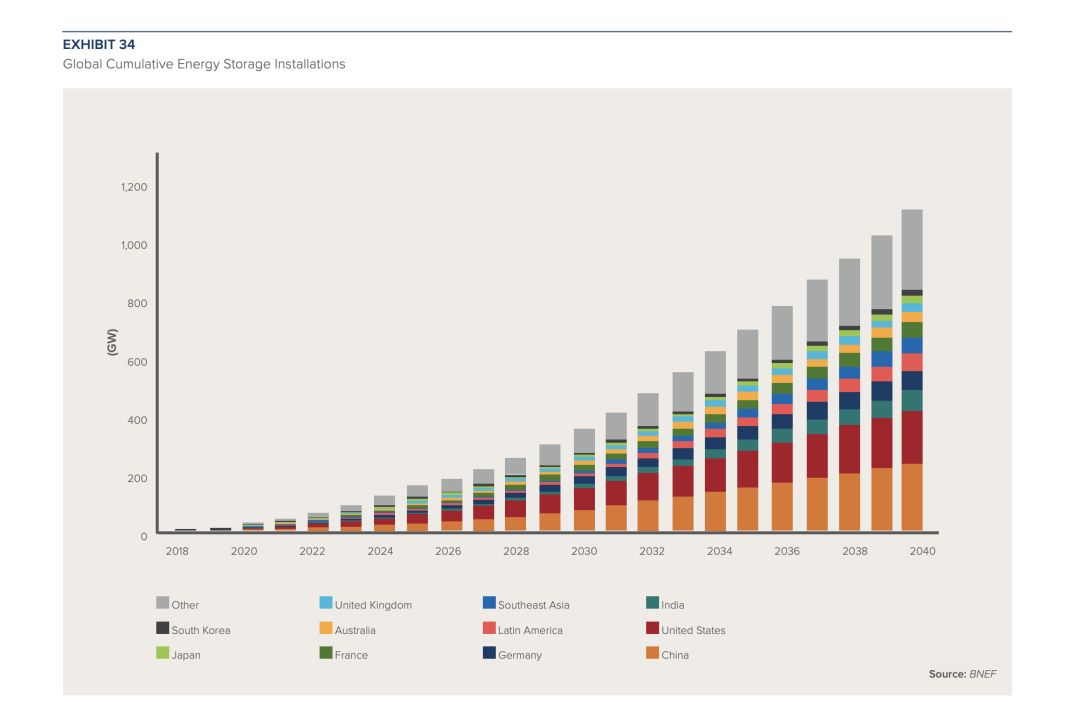 EXHIBIT 34
Global Cumulative Energy Storage Installations
1,200
1,000
800
600
400
200
0
(GW)
2018 2020 2022 2024 2026 2028 2030 2032 2034 2036 2038 2040
Other United Kingdom Southeast Asia India
South Korea Australia Latin America United States
Japan France Germany China
Source: BNEF